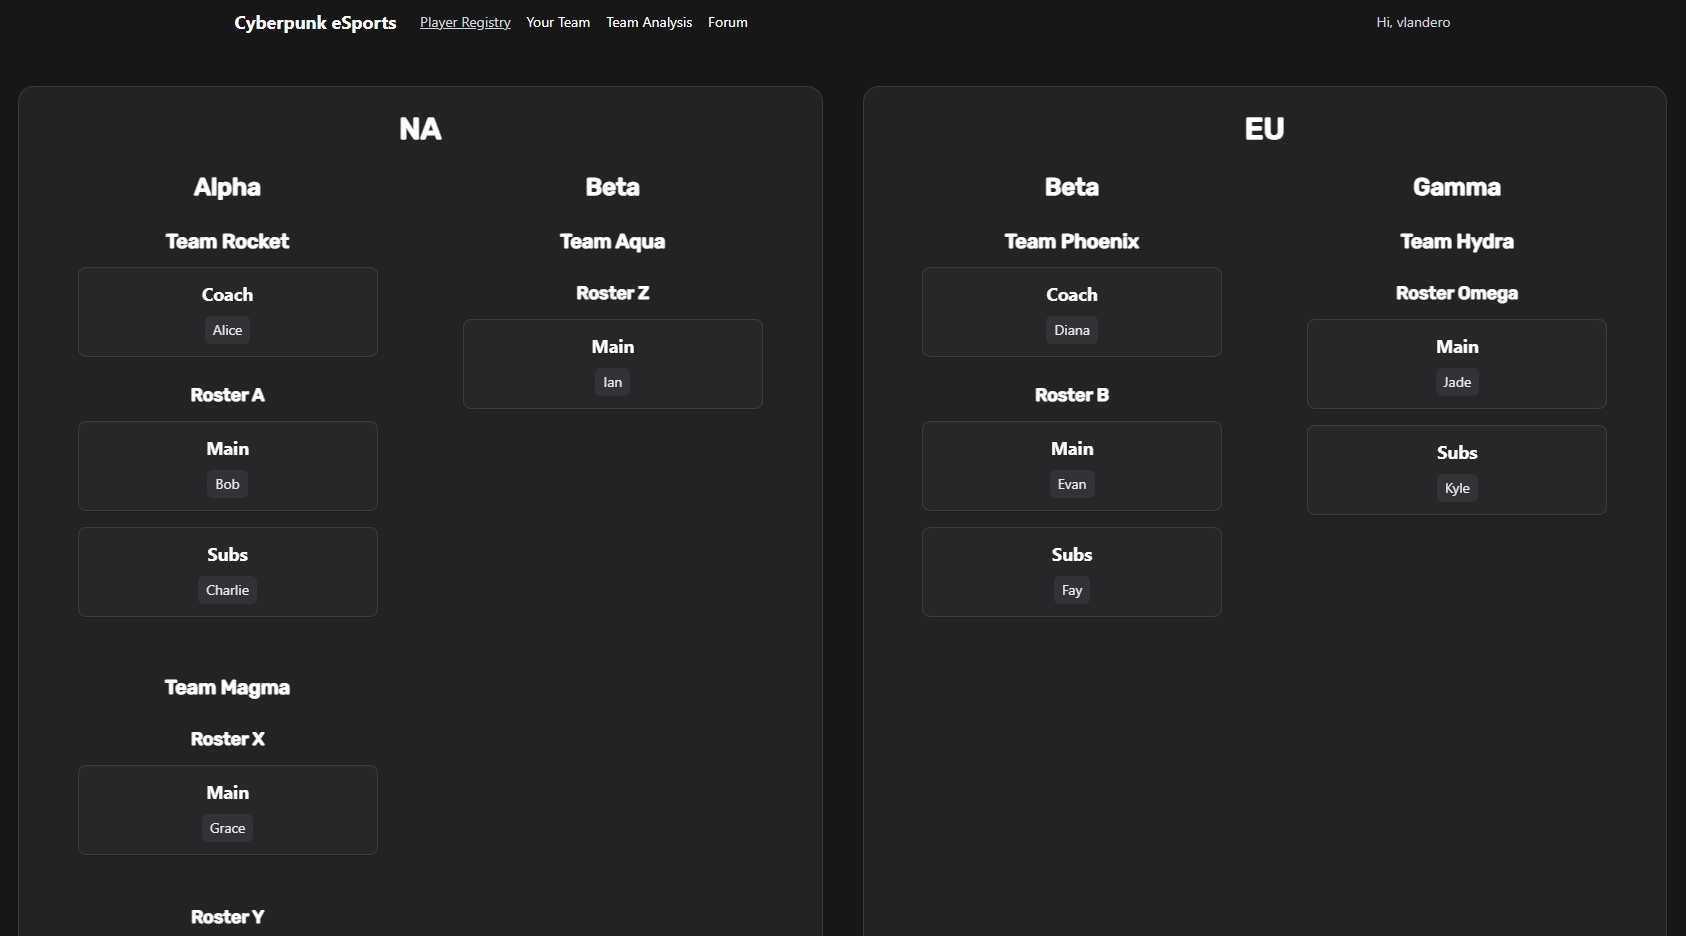 Cyberpunk eSports Player Registry Your Team Team Analysis Forum Hi, vlandero
NA
Alpha
Team Rocket
Coach
Alice
Roster A
Main
Bob
Subs
Charlie
Team Magma
Roster X
Main
Grace
Roster Y
Beta
Team Aqua
Roster Z
Main
Ian
EU
Beta
Team Phoenix
Coach
Diana
Roster B
Main
Evan
Subs
Fay
Gamma
Team Hydra
Roster Omega
Main
Jade
Subs
Kyle